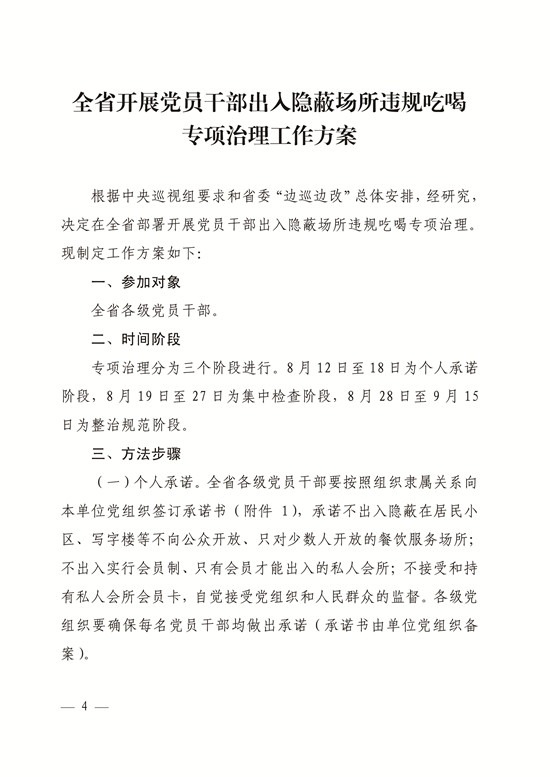 全省开展党员干部出入隐蔽场所违规吃喝
专项治理工作方案
根据中央巡视组要求和省委“边巡边改”总体安排，经研究，
决定在全省部署开展党员干部出入隐蔽场所违规吃喝专项治理。
现制定工作方案如下：
一、参加对象
全省各级党员干部。
二、时间阶段
专项治理分为三个阶段进行。8 月 12 日至 18 日为个人承诺
阶段，8 月 19 日至 27 日为集中检查阶段，8 月 28 日至 9 月 15
日为整治规范阶段。
三、方法步骤
（一）个人承诺。全省各级党员干部要按照组织隶属关系向
本单位党组织签订承诺书（附件 1），承诺不出入隐蔽在居民小
区、写字楼等不向公众开放、只对少数人开放的餐饮服务场所；
不出入实行会员制、只有会员才能出入的私人会所；不接受和持
有私人会所会员卡，自觉接受党组织和人民群众的监督。各级党
组织要确保每名党员干部均做出承诺（承诺书由单位党组织备
案）。
— 4 —